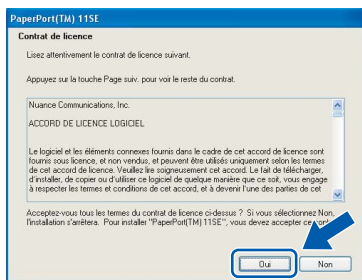 PaperPort(TM) 11SE
Contrat de licence
Lisez attentivement le contrat de licence suivant.
Appuyez sur la touche Page suiv. pour voir le reste du contrat.
Nuance Communications, Inc.
ACCORD DE LICENCE LOGICIEL
Le logiciel et les éléments connexes fournis dans le cadre de cet accord de licence sont
fournis sous licence, et non vendus, et peuvent être utilisés uniquement selon les termes
de cet accord de licence. Veuillez lire soigneusement cet accord. Le fait de télécharger,
d'installer, de copier ou d'utiliser ce logiciel de quelque manière que ce soit, vous engage
à respecter les termes et conditions de cet accord, et à devenir l'une des parties de cet
Acceptez-vous tous les termes du contrat de licence ci-dessus ? Si vous sélectionnez Non,
l'installation s'arrêtera. Pour installer "PaperPort(TM) 11SE", vous devez accepter ce
Oui
Non